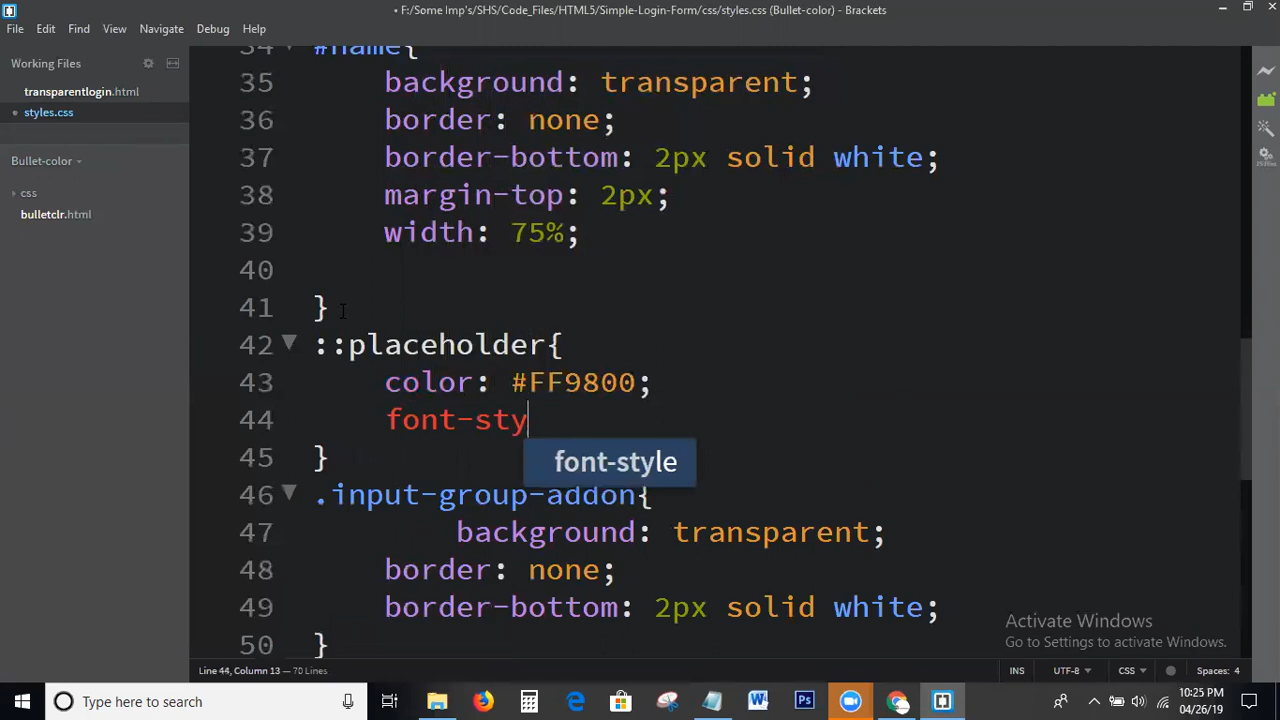 • F:/Some Imp's/SHS/Code_Files/HTML5/Simple-Login-Form/css/styles.css (Bullet-color) - Brackets
File Edit Find View Navigate Debug Help
Working Files
transparentlogin.html
• styles.css
Bullet-color
css
bulletclr.html
34 #name{
35 background: transparent;
36 border: none;
37 border-bottom: 2px solid white;
38 margin-top: 2px;
39 width: 75%;
40
41 }
42 ::placeholder{
43 color: #FF9800;
44 font-sty
font-style
45 }
46 .input-group-addon{
47 background: transparent;
48 border: none;
49 border-bottom: 2px solid white;
50 }
Activate Windows
Go to Settings to activate Windows.
Line 44, Column 13 — 70 Lines
INS UTF-8 CSS Spaces: 4
Type here to search
10:25 PM
04/26/19